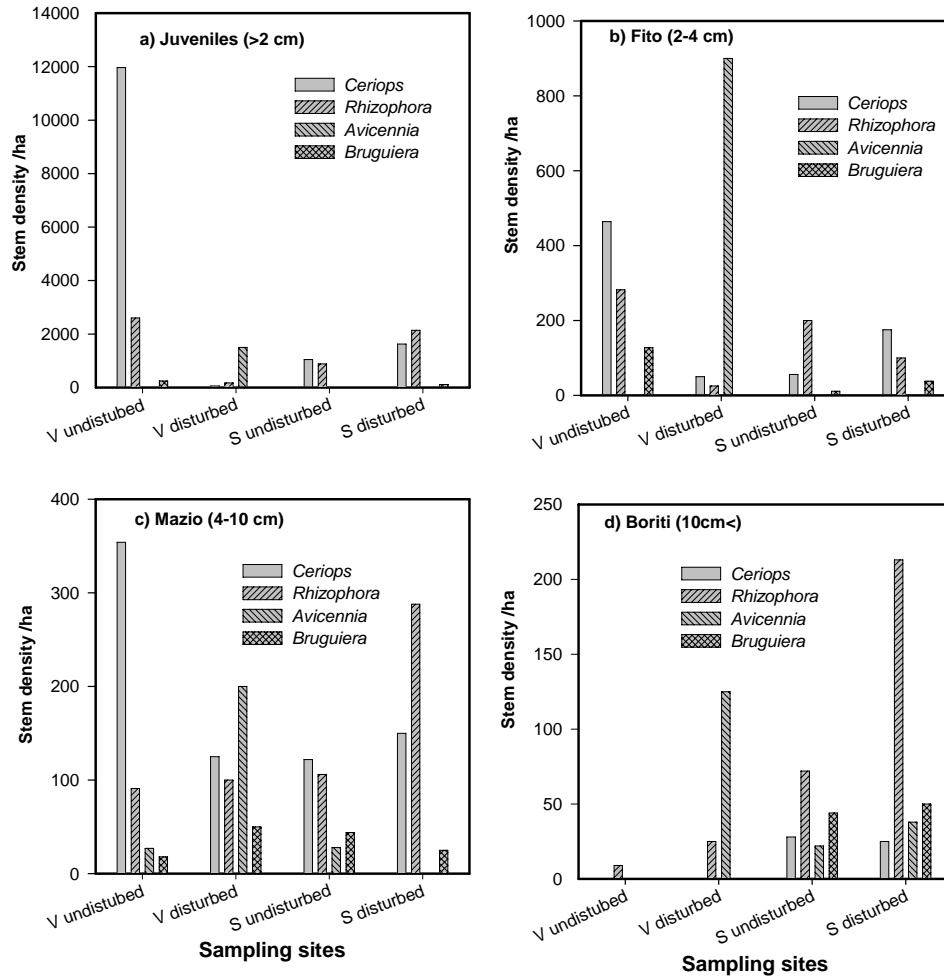 a) Juveniles (>2 cm)
Stem density /ha
14000
12000
10000
8000
6000
4000
2000
0
Ceriops
Rhizophora
Avicennia
Bruguiera
V undistubed
V disturbed
S undisturbed
S disturbed
b) Fito (2-4 cm)
Stem density /ha
1000
800
600
400
200
0
Ceriops
Rhizophora
Avicennia
Bruguiera
V undistubed
V disturbed
S undisturbed
S disturbed
c) Mazio (4-10 cm)
Stem density /ha
400
300
200
100
0
Ceriops
Rhizophora
Avicennia
Bruguiera
V undistubed
V disturbed
S undisturbed
S disturbed
Sampling sites
d) Boriti (10cm<)
Stem density/ha
250
200
150
100
50
0
Ceriops
Rhizophora
Avicennia
Bruguiera
V undistubed
V disturbed
S undisturbed
S disturbed
Sampling sites